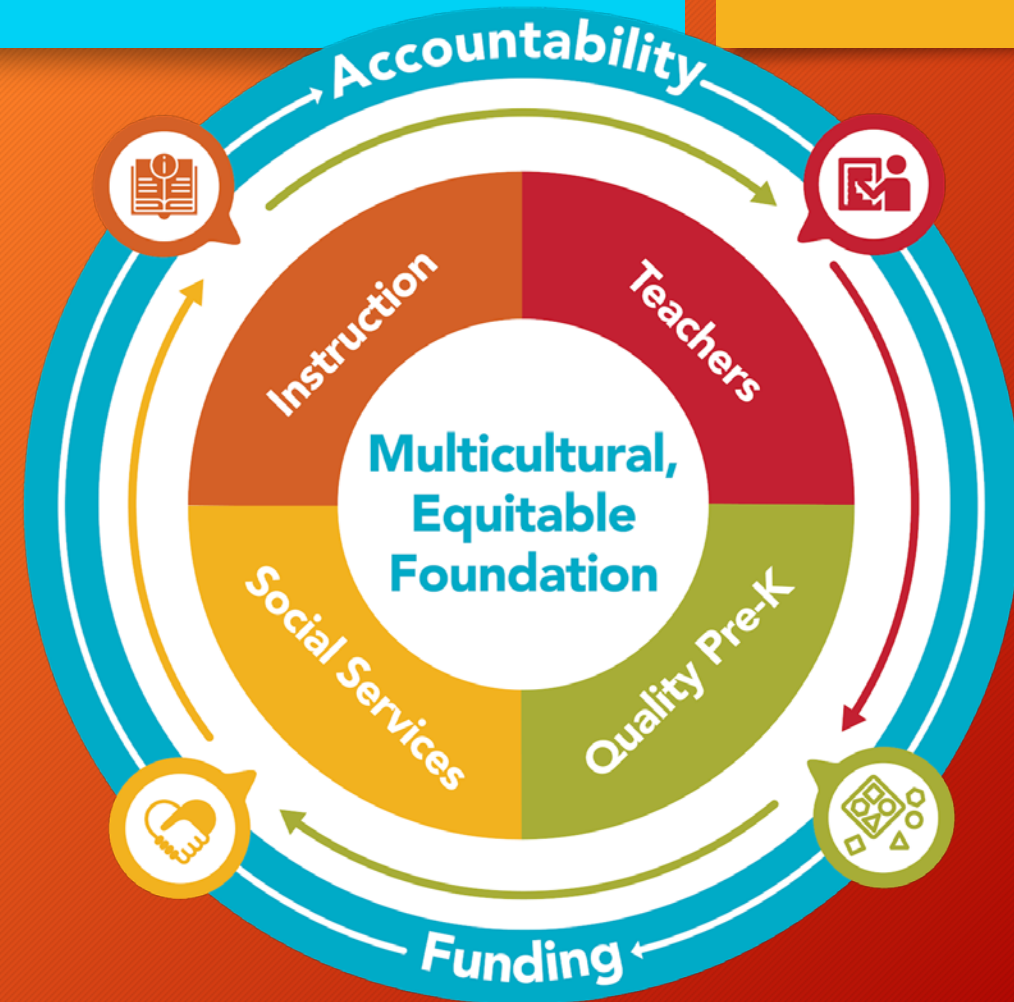 Accountability
Instruction
Teachers
Multicultural,
Equitable
Foundation
Social Services
Quality Pre-K
Funding